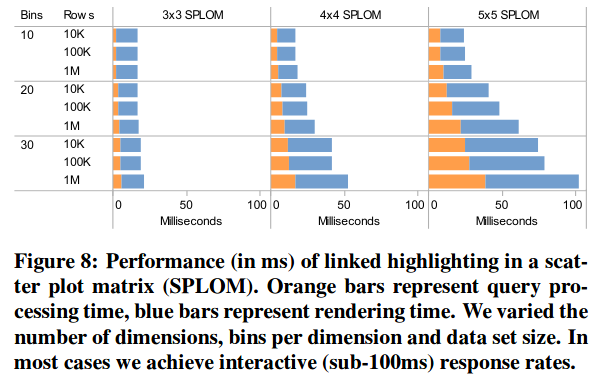 Bins Rows 3x3 SPLOM 4x4 SPLOM 5x5 SPLOM
10 10K
100K
1M
20 10K
100K
1M
30 10K
100K
1M
0 50 100 0 50 100 0 50 100
Milliseconds Milliseconds Milliseconds
Figure 8: Performance (in ms) of linked highlighting in a scat-
ter plot matrix (SPLOM). Orange bars represent query pro-
cessing time, blue bars represent rendering time. We varied the
number of dimensions, bins per dimension and data set size. In
most cases we achieve interactive (sub-100ms) response rates.